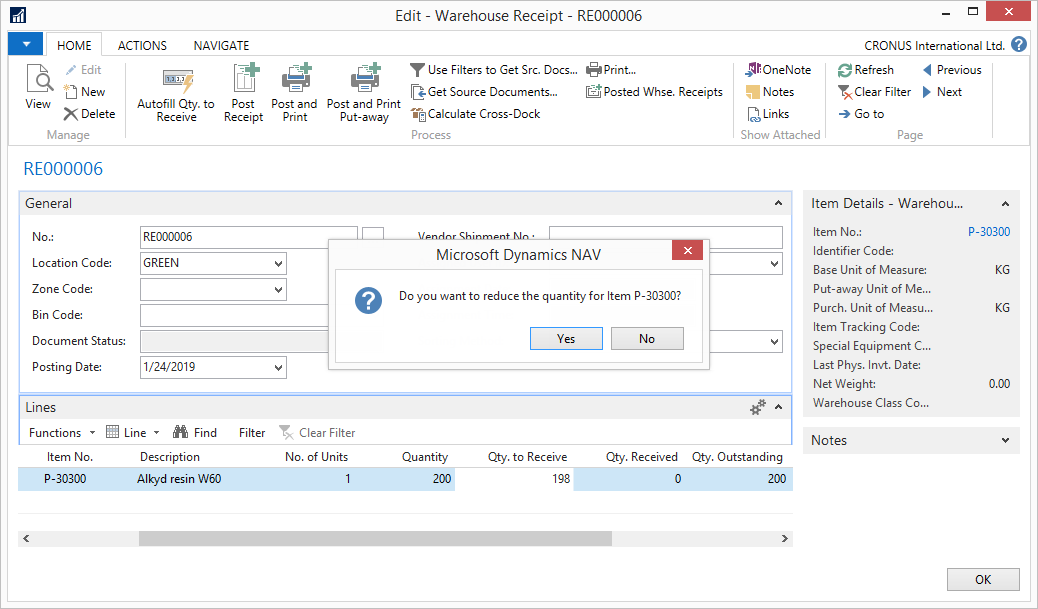 Edit - Warehouse Receipt - RE000006
HOME ACTIONS NAVIGATE
CRONUS International Ltd.
View
Edit
New
Delete
Manage
Autofill Qty. to Receive
Post Receipt
Post and Print
Post and Print Put-away
Use Filters to Get Src. Docs...
Get Source Documents...
Calculate Cross-Dock
Print...
Posted Whse. Receipts
Process
OneNote
Notes
Links
Show Attached
Refresh
Clear Filter
Go to
Previous
Next
Page
RE000006
General
No.: RE000006
Location Code: GREEN
Zone Code:
Bin Code:
Document Status:
Posting Date: 1/24/2019
Vendor Shipment No.:
Microsoft Dynamics NAV
Do you want to reduce the quantity for Item P-30300?
Yes No
Lines
Functions Line Find Filter Clear Filter
Item No. Description No. of Units Quantity Qty. to Receive Qty. Received Qty. Outstanding
P-30300 Alkyd resin W60 1 200 198 0 200
Item Details - Warehou...
Item No.: P-30300
Identifier Code:
Base Unit of Measure: KG
Put-away Unit of Me...
Purch. Unit of Measu... KG
Item Tracking Code:
Special Equipment C...
Last Phys. Invt. Date:
Net Weight: 0.00
Warehouse Class Co...
Notes
OK